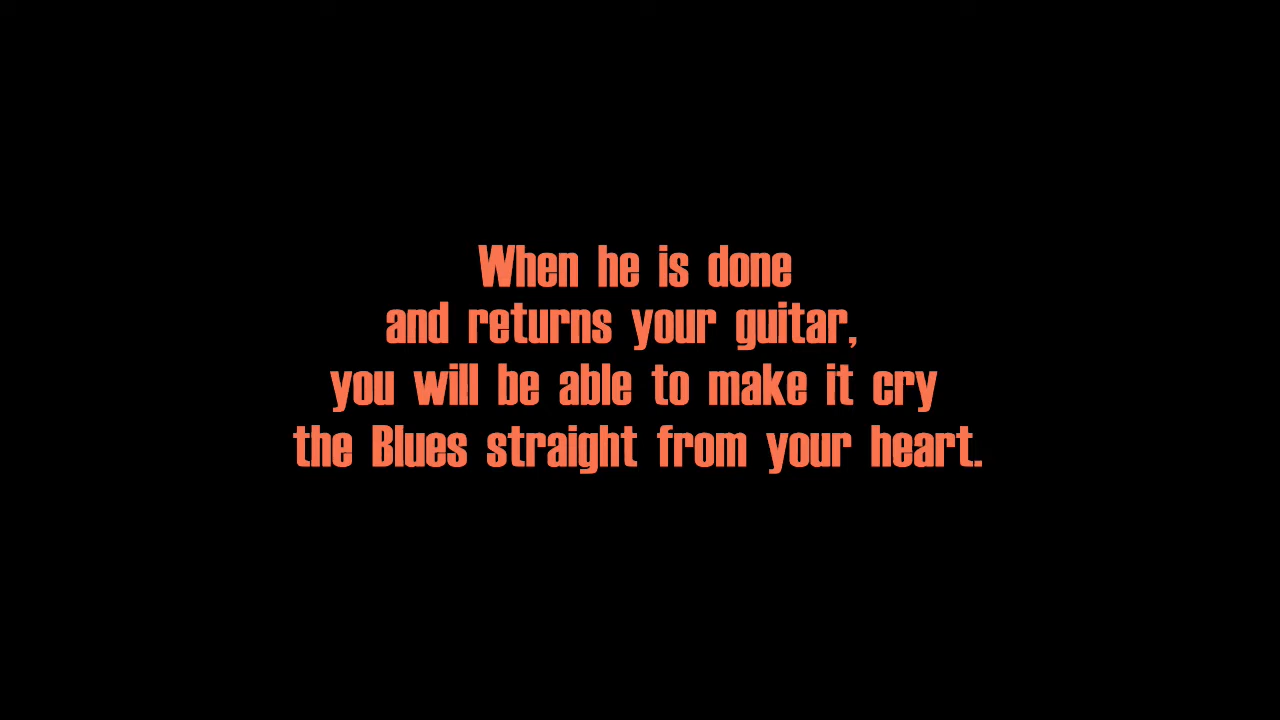 When he is done
and returns your guitar,
you will be able to make it cry
the Blues straight from your heart.